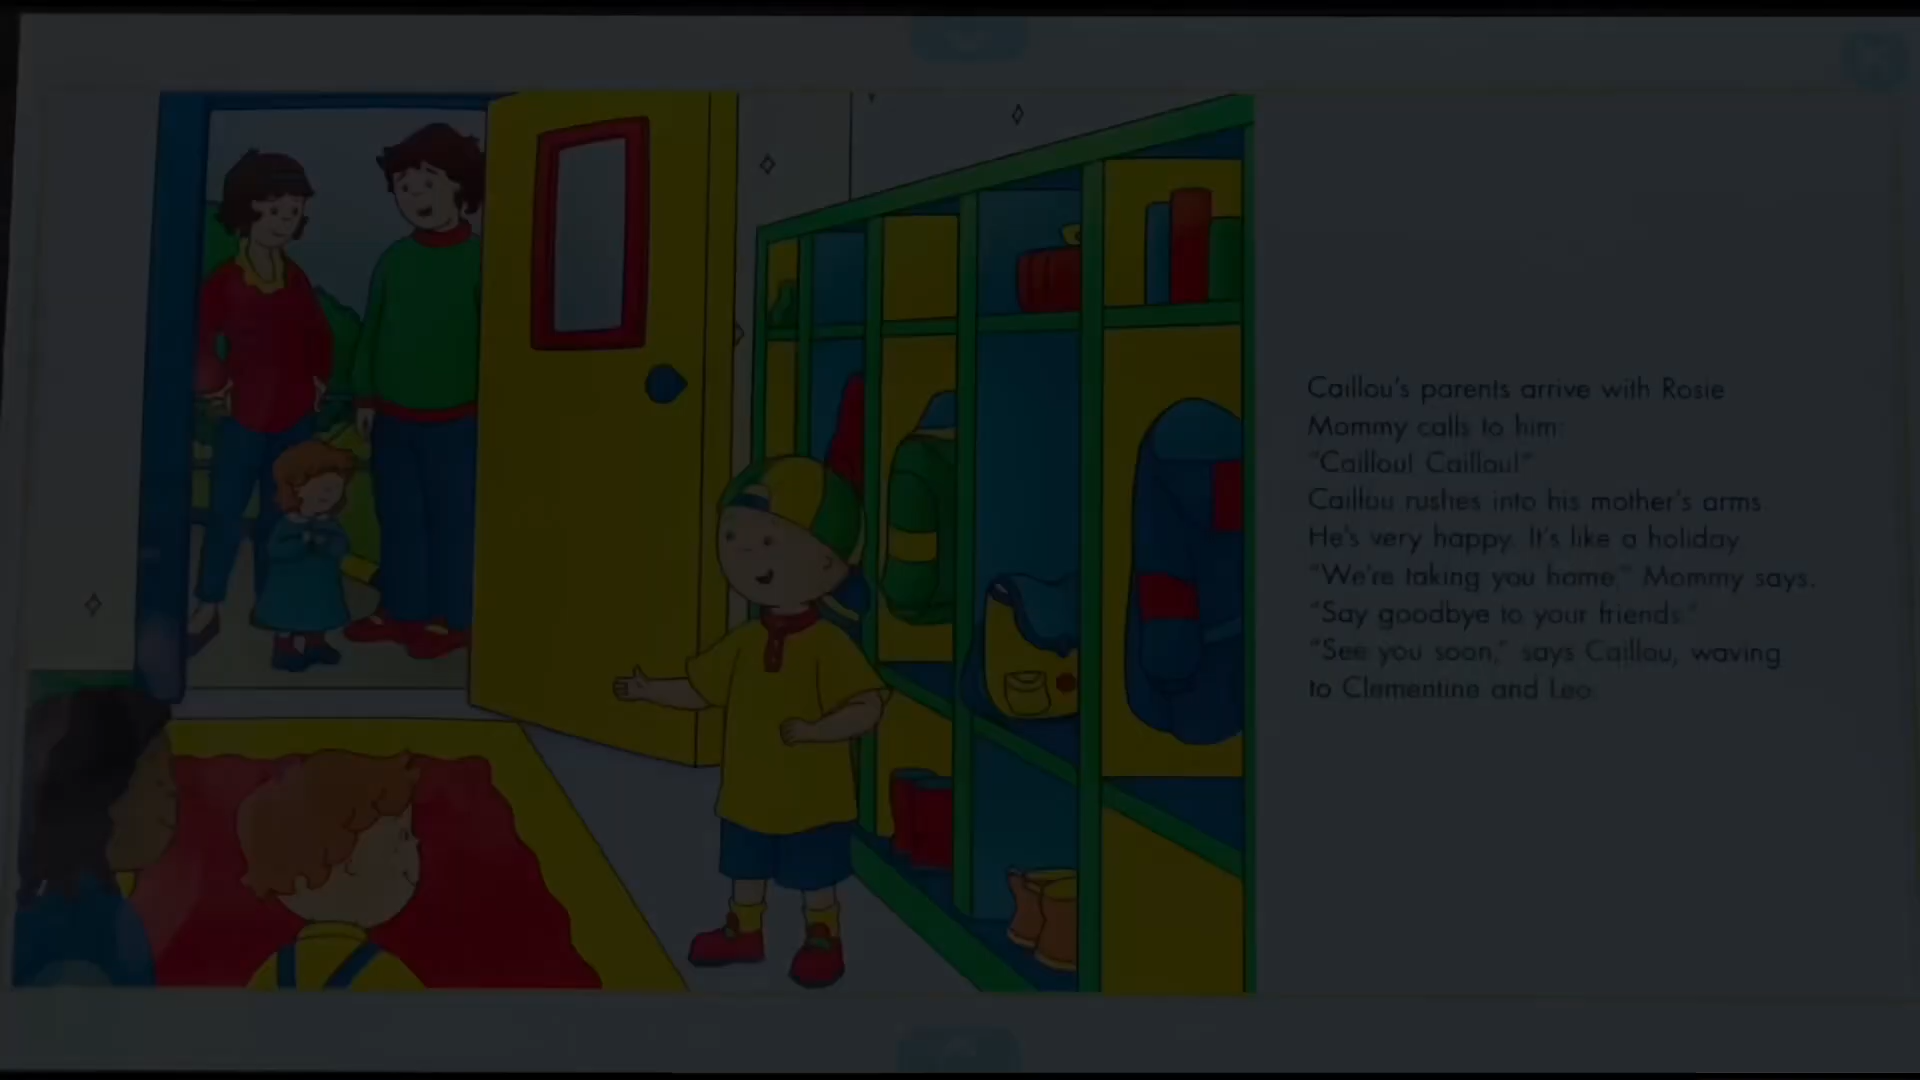 Caillou's parents arrive with Rosie
Mommy calls to him:
"Caillou! Caillou!"
Caillou rushes into his mother's arms
He's very happy. It's like a holiday.
"We're taking you home." Mommy says.
"Say goodbye to your friends."
"See you soon," says Caillou, waving
to Clementine and Leo